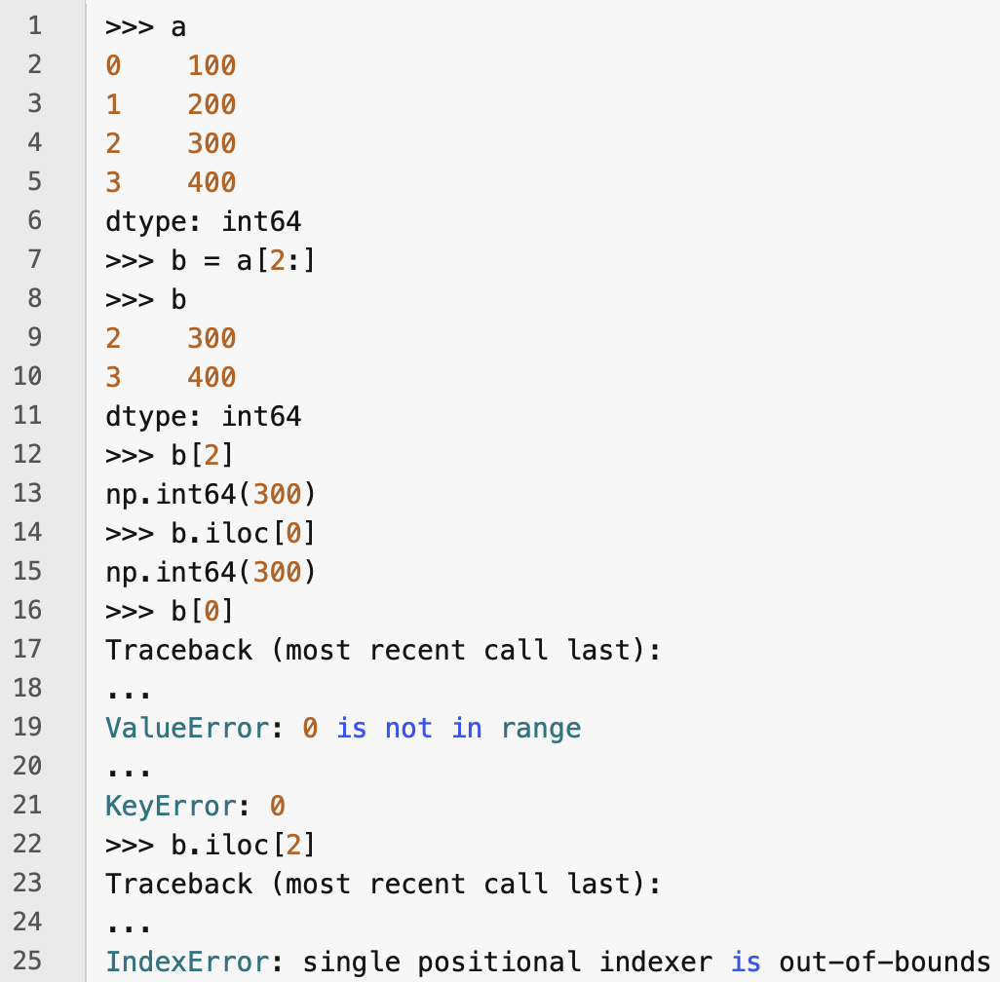 1 >>> a
2 0    100
3 1    200
4 2    300
5 3    400
6 dtype: int64
7 >>> b = a[2:]
8 >>> b
9 2    300
10 3    400
11 dtype: int64
12 >>> b[2]
13 np.int64(300)
14 >>> b.iloc[0]
15 np.int64(300)
16 >>> b[0]
17 Traceback (most recent call last):
18 ...
19 ValueError: 0 is not in range
20 ...
21 KeyError: 0
22 >>> b.iloc[2]
23 Traceback (most recent call last):
24 ...
25 IndexError: single positional indexer is out-of-bounds